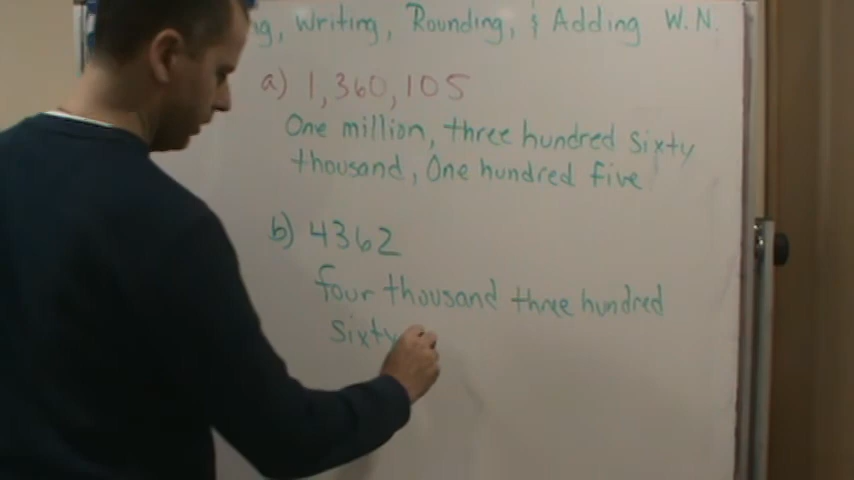 Writing, Rounding, & Adding W.N.
a) 1,360,105
One million, three hundred sixty
thousand, One hundred five
b) 4362
four thousand three hundred
sixty